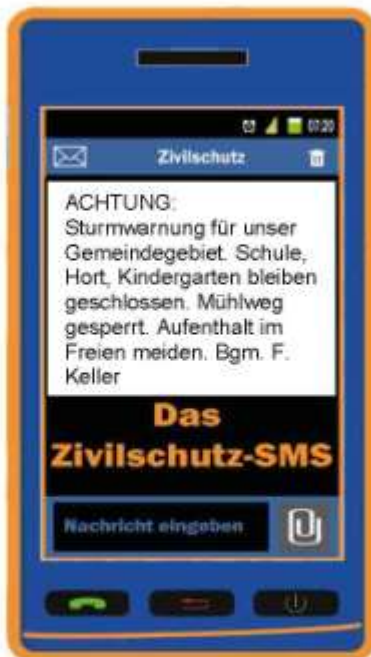 07:20
Zivilschutz
ACHTUNG:
Sturmwarnung für unser
Gemeindegebiet. Schule,
Hort, Kindergarten bleiben
geschlossen. Mühlweg
gesperrt. Aufenthalt im
Freien meiden. Bgm. F.
Keller
Das
Zivilschutz-SMS
Nachricht eingeben